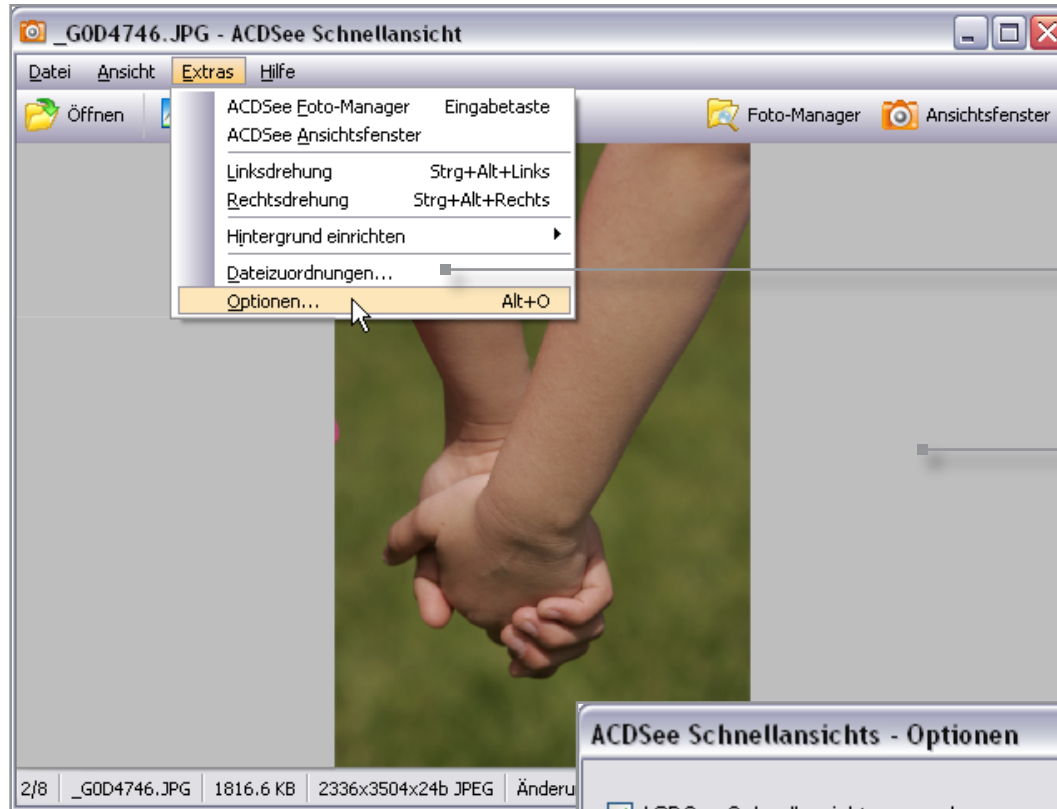 _G0D4746.JPG - ACDSee Schnellansicht
Datei Ansicht Extras Hilfe
Öffnen
Foto-Manager Ansichtsfenster
ACDSee Foto-Manager Eingabetaste
ACDSee Ansichtsfenster
Linksdrehung Strg+Alt+Links
Rechtsdrehung Strg+Alt+Rechts
Hintergrund einrichten
Dateizuordnungen...
Optionen... Alt+O
ACDSee Schnellansichts - Optionen
2/8 _G0D4746.JPG 1816.6 KB 2336x3504x24b JPEG Änderu